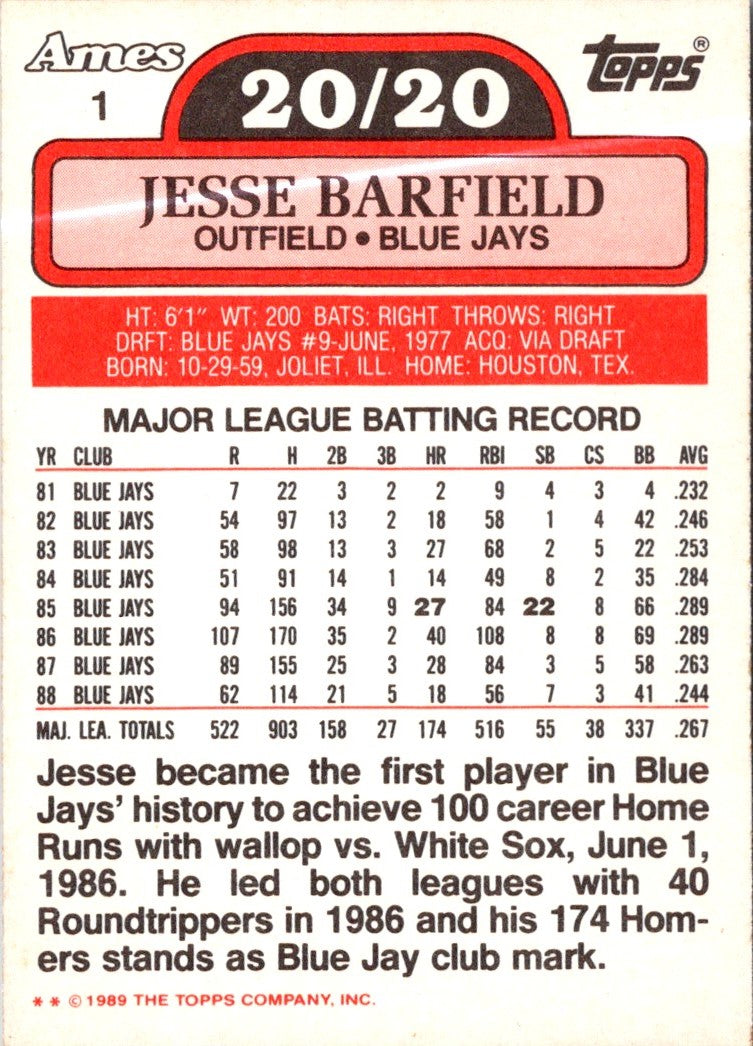 Ames
topps®
1
20/20
JESSE BARFIELD
OUTFIELD • BLUE JAYS
HT: 6'1" WT: 200 BATS: RIGHT THROWS: RIGHT
DRFT: BLUE JAYS #9-JUNE, 1977 ACQ: VIA DRAFT
BORN: 10-29-59, JOLIET, ILL. HOME: HOUSTON, TEX.
MAJOR LEAGUE BATTING RECORD
YR CLUB R H 2B 3B HR RBI SB CS BB AVG
81 BLUE JAYS 7 22 3 2 2 9 4 3 4 .232
82 BLUE JAYS 54 97 13 2 18 58 1 4 42 .246
83 BLUE JAYS 58 98 13 3 27 68 2 5 22 .253
84 BLUE JAYS 51 91 14 1 14 49 8 2 35 .284
85 BLUE JAYS 94 156 34 9 27 84 22 8 66 .289
86 BLUE JAYS 107 170 35 2 40 108 8 8 69 .289
87 BLUE JAYS 89 155 25 3 28 84 3 5 58 .263
88 BLUE JAYS 62 114 21 5 18 56 7 3 41 .244
MAJ. LEA. TOTALS 522 903 158 27 174 516 55 38 337 .267
Jesse became the first player in Blue
Jays' history to achieve 100 career Home
Runs with wallop vs. White Sox, June 1,
1986. He led both leagues with 40
Roundtrippers in 1986 and his 174 Hom-
ers stands as Blue Jay club mark.
* * © 1989 THE TOPPS COMPANY, INC.